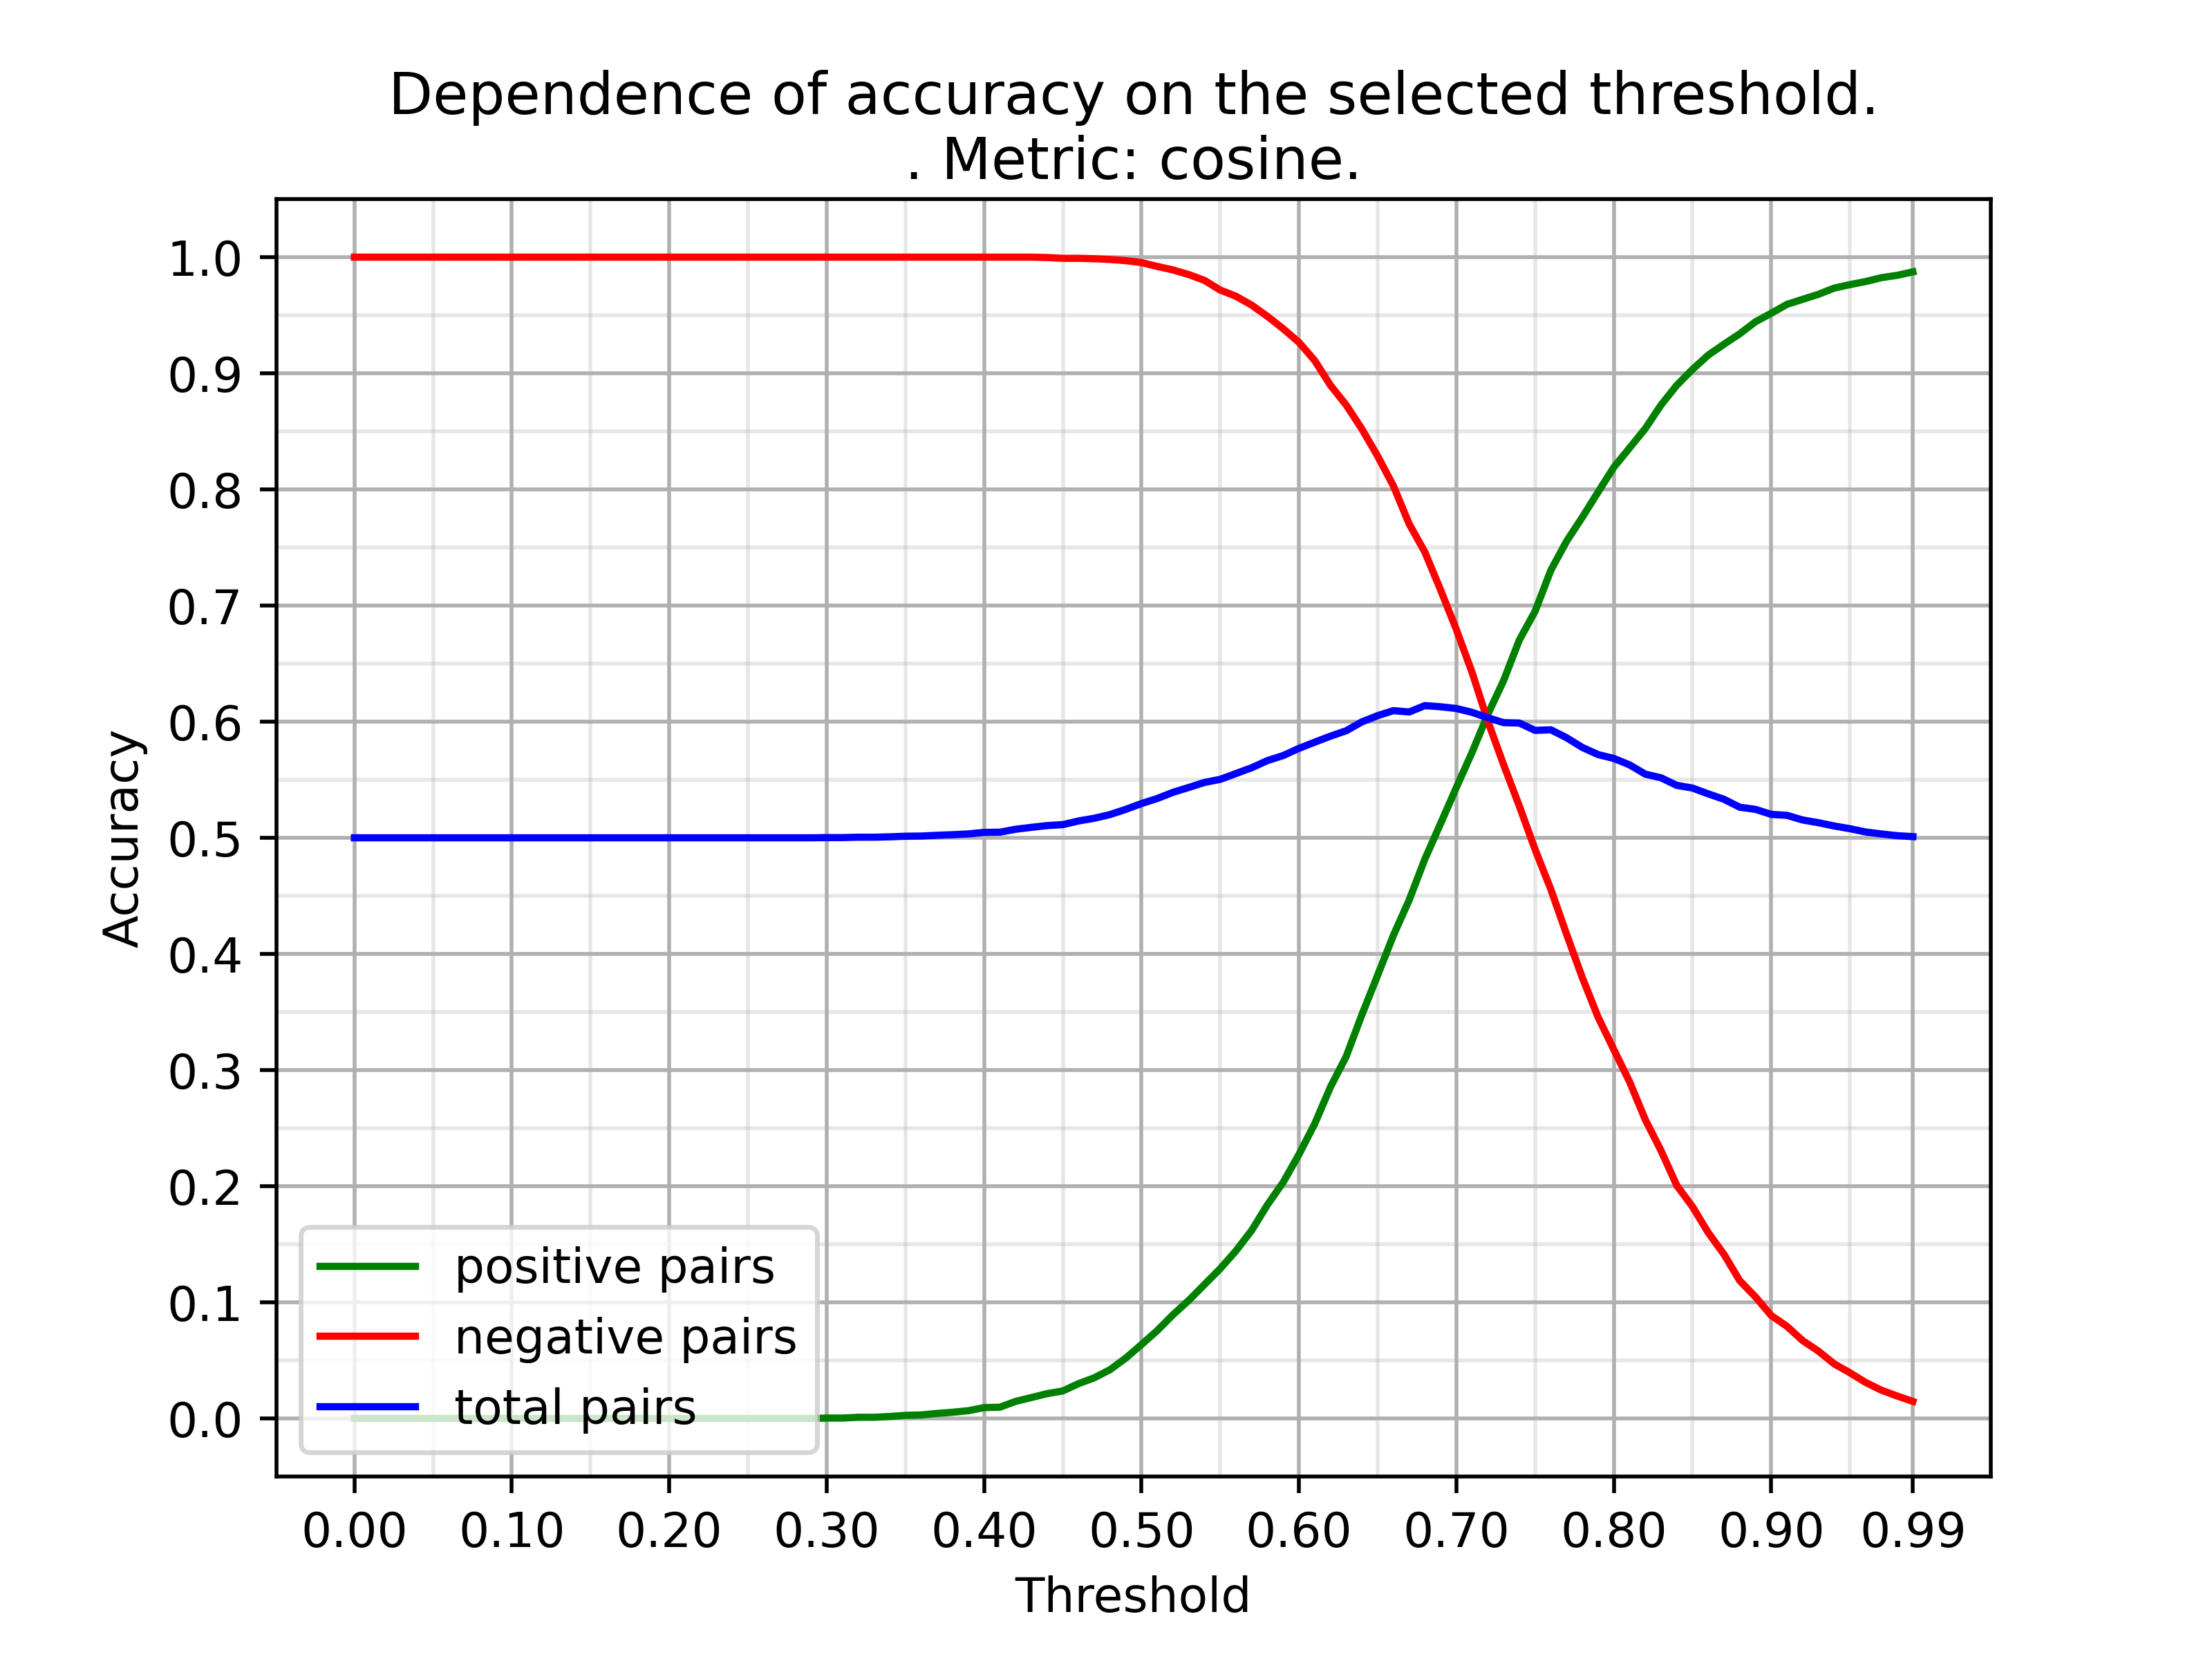 Dependence of accuracy on the selected threshold.
. Metric: cosine.
1.0
0.9
0.8
0.7
0.6
0.5
0.4
0.3
0.2
0.1
0.0
Accuracy
positive pairs
negative pairs
total pairs
0.00 0.10 0.20 0.30 0.40 0.50 0.60 0.70 0.80 0.90 0.99
Threshold